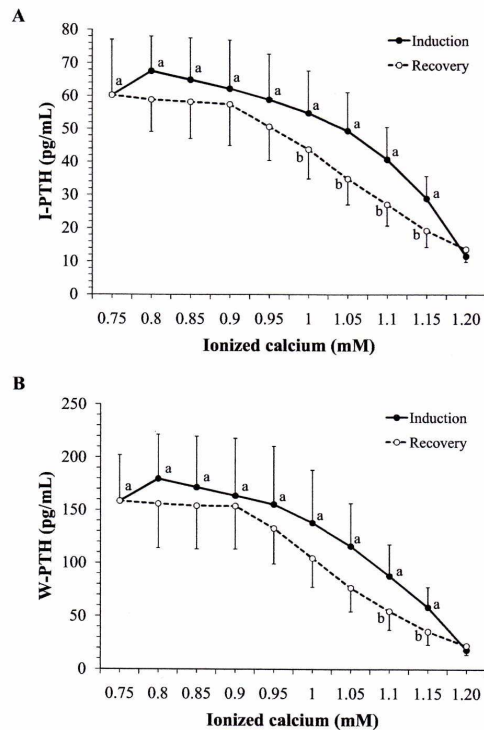 A
80
70
60
50
40
30
20
10
0
I-PTH (pg/mL)
Induction
Recovery
a a a a a a a a a
b b b b
0.75 0.8 0.85 0.9 0.95 1 1.05 1.1 1.15 1.20
Ionized calcium (mM)
B
250
200
150
100
50
0
W-PTH (pg/mL)
Induction
Recovery
a a a a a a a a a
b b
0.75 0.8 0.85 0.9 0.95 1 1.05 1.1 1.15 1.20
Ionized calcium (mM)